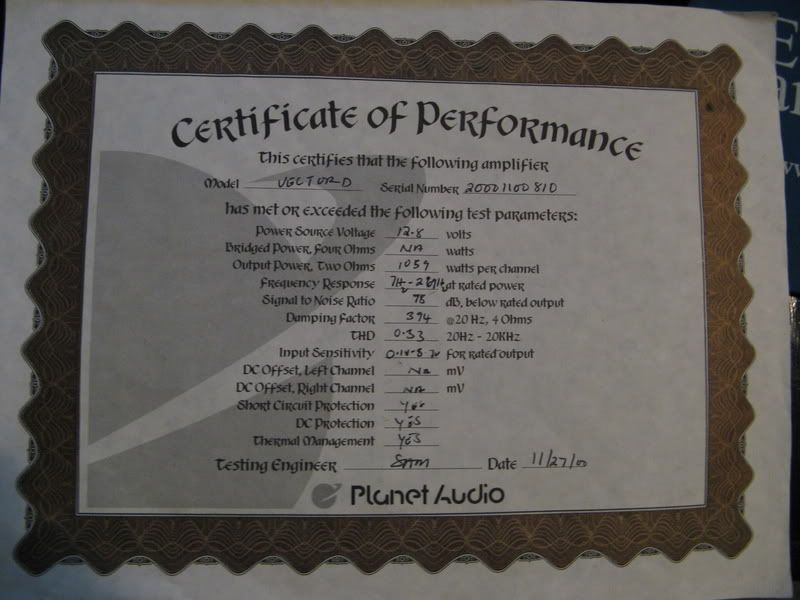 Certificate of Performance
This certifies that the following amplifier
Model VECTOR D Serial Number 20001100810
has met or exceeded the following test parameters:
Power Source Voltage 12.8 volts
Bridged Power, Four Ohms NA watts
Output Power, Two Ohms 1059 watts per channel
Frequency Response at rated power
Signal to Noise Ratio 78 dB, below rated output
Damping Factor 394 @20 Hz, 4 Ohms
THD 0.33 20Hz - 20KHz
Input Sensitivity for rated output
DC Offset, Left Channel NA mV
DC Offset, Right Channel NA mV
Short Circuit Protection Yes
DC Protection YES
Thermal Management YES
Testing Engineer Date 11/27/00
Planet Audio